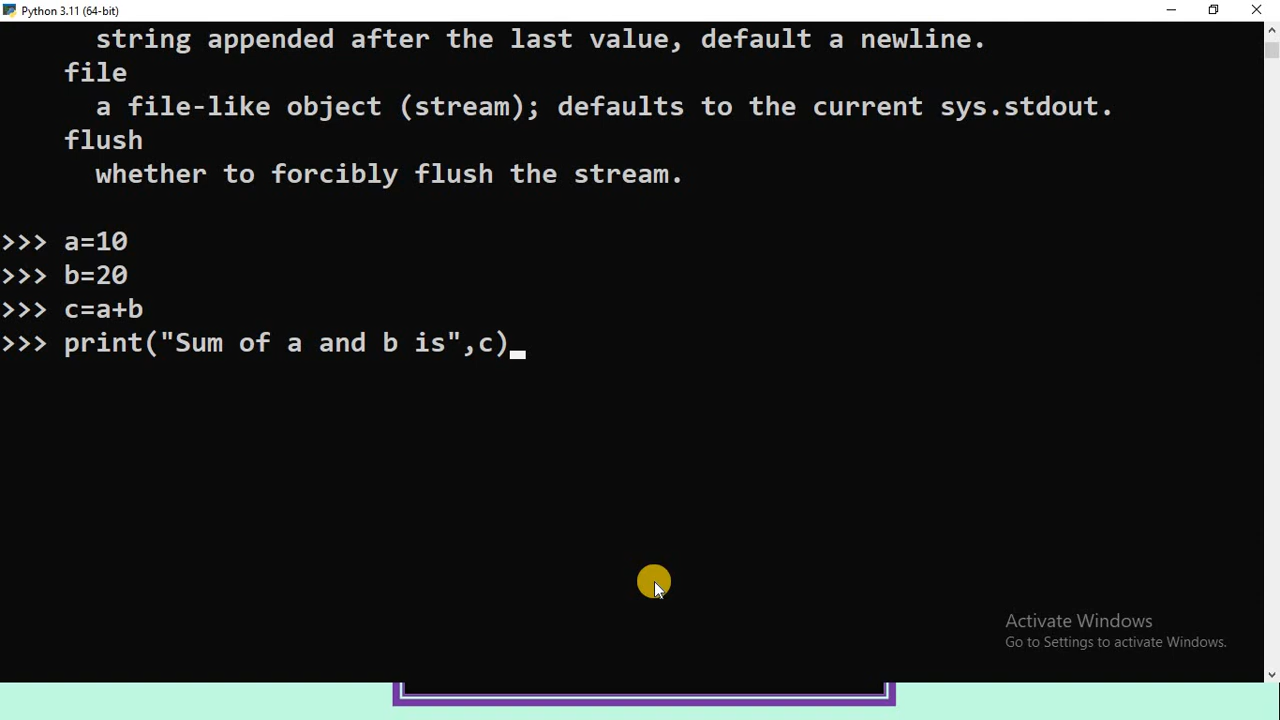 Python 3.11 (64-bit)
string appended after the last value, default a newline.
file
a file-like object (stream); defaults to the current sys.stdout.
flush
whether to forcibly flush the stream.
>>> a=10
>>> b=20
>>> c=a+b
>>> print("Sum of a and b is",c)
Activate Windows
Go to Settings to activate Windows.